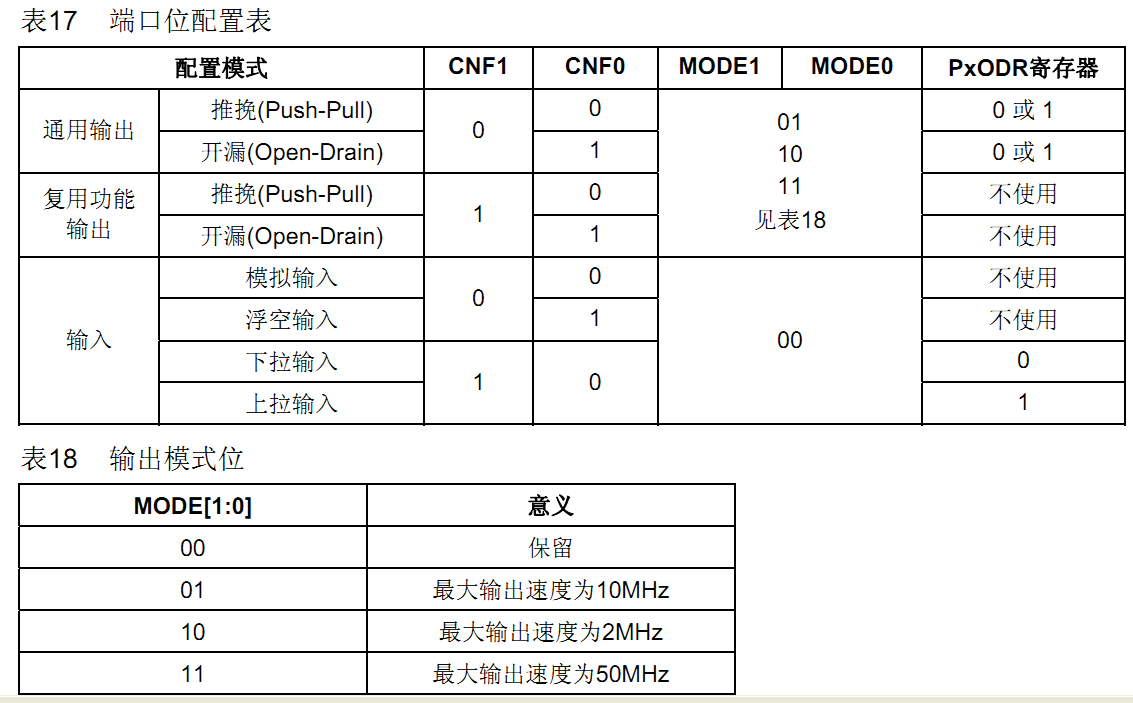 表17 端口位配置表
配置模式 CNF1 CNF0 MODE1 MODE0 PxODR寄存器
通用输出 推挽(Push-Pull) 0 0 01 10 11 见表18 0 或 1
开漏(Open-Drain) 1 0 或 1
复用功能输出 推挽(Push-Pull) 1 0 不使用
开漏(Open-Drain) 1 不使用
输入 模拟输入 0 0 00 不使用
浮空输入 1 不使用
下拉输入 1 0 0
上拉输入 1
表18 输出模式位
MODE[1:0] 意义
00 保留
01 最大输出速度为10MHz
10 最大输出速度为2MHz
11 最大输出速度为50MHz